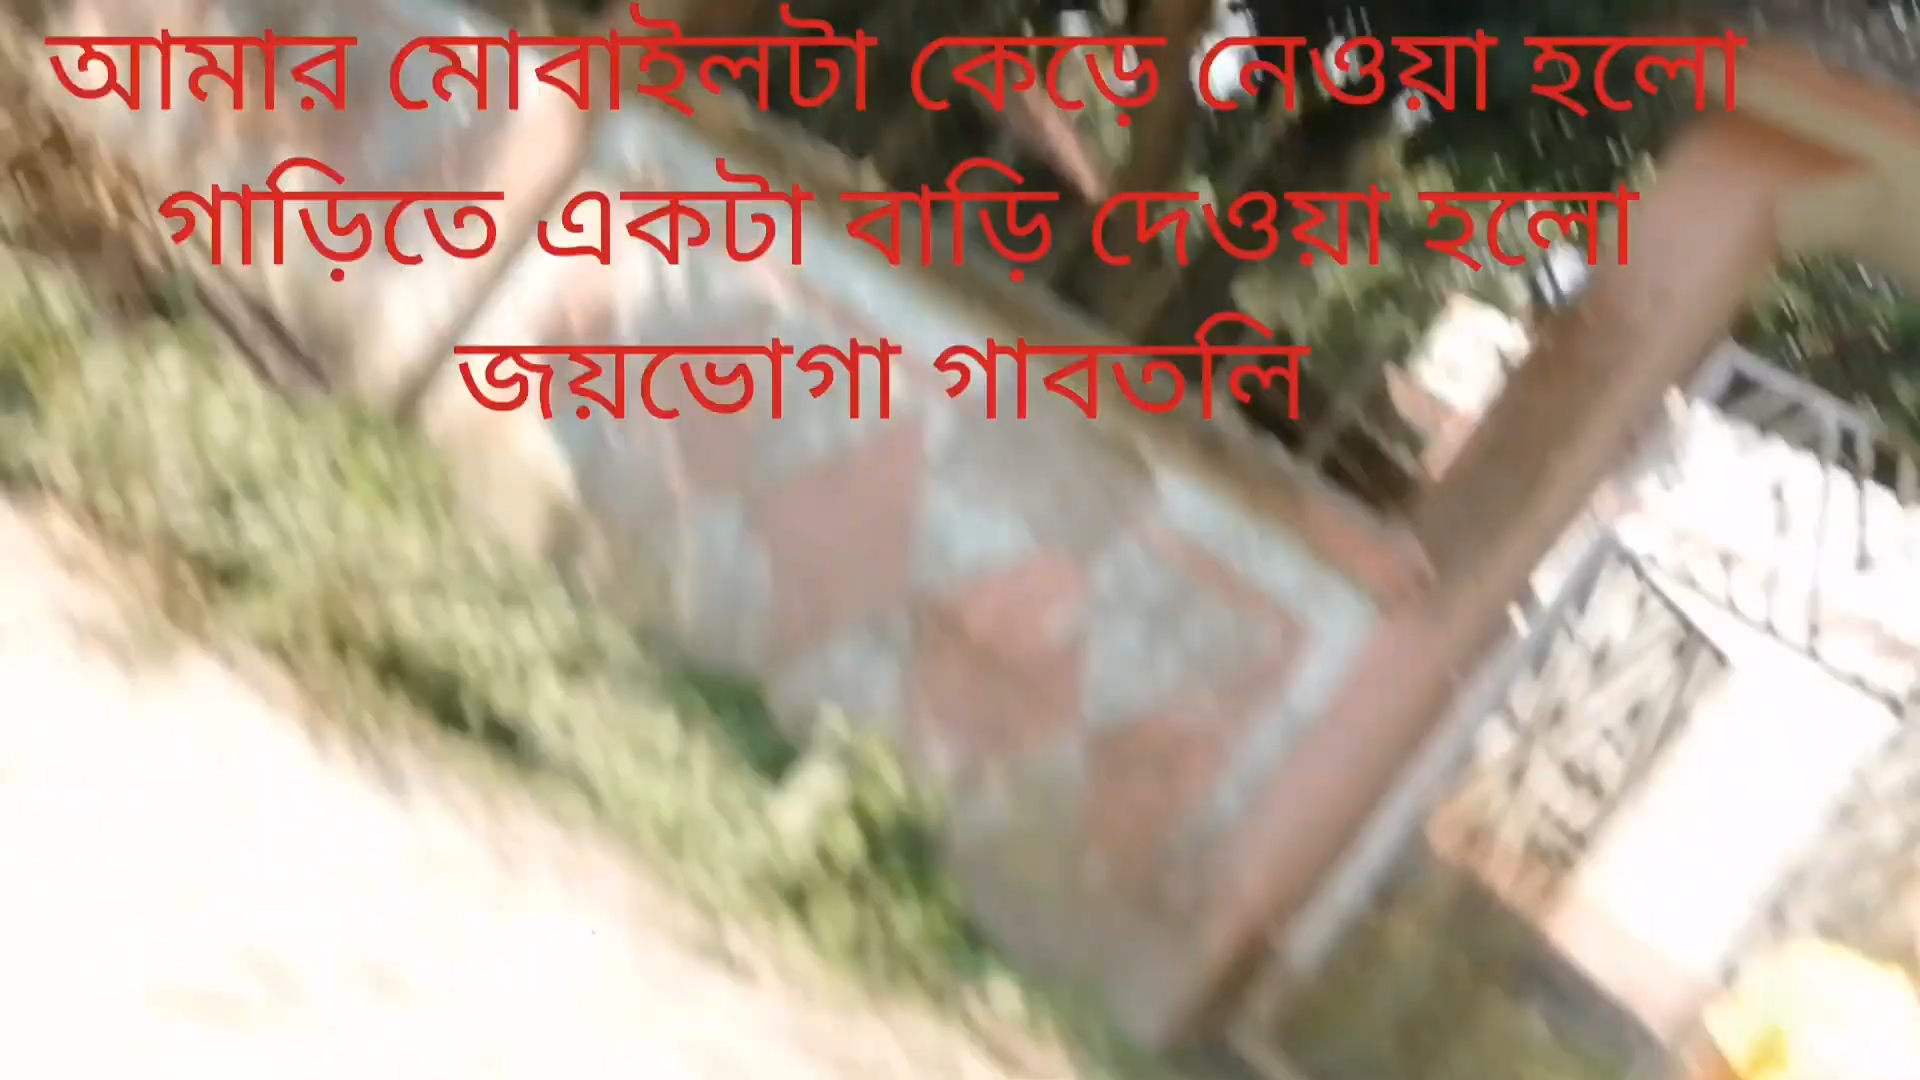 আমার মোবাইলটা কেড়ে নেওয়া হলো
গাড়িতে একটা বাড়ি দেওয়া হলো
জয়ভোগা গাবতলি